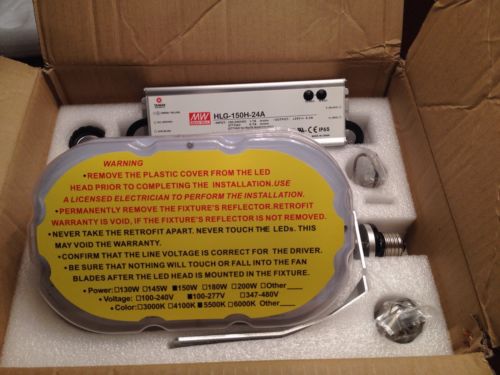 MW
HLG-150H-24A
IP65
WARNING
•REMOVE THE PLASTIC COVER FROM THE LED
HEAD PRIOR TO COMPLETING THE INSTALLATION.USE
A LICENSED ELECTRICIAN TO PERFORM THE INSTALLATION.
•PERMANENTLY REMOVE THE FIXTURE'S REFLECTOR.RETROFIT
WARRANTY IS VOID, IF THE FIXTURE'S REFLECTOR IS NOT REMOVED.
•NEVER TAKE THE RETROFIT APART. NEVER TOUCH THE LEDs. THIS
MAY VOID THE WARRANTY.
•CONFIRM THAT THE LINE VOLTAGE IS CORRECT FOR THE DRIVER.
•BE SURE THAT NOTHING WILL TOUCH OR FALL INTO THE FAN
BLADES AFTER THE LED HEAD IS MOUNTED IN THE FIXTURE.
•Power:□130W □145W ■150W □180W □200W □Other____
•Voltage: □100-240V ■100-277V □347-480V
•Color:□3000K □4100K ■5500K □6000K □Other____